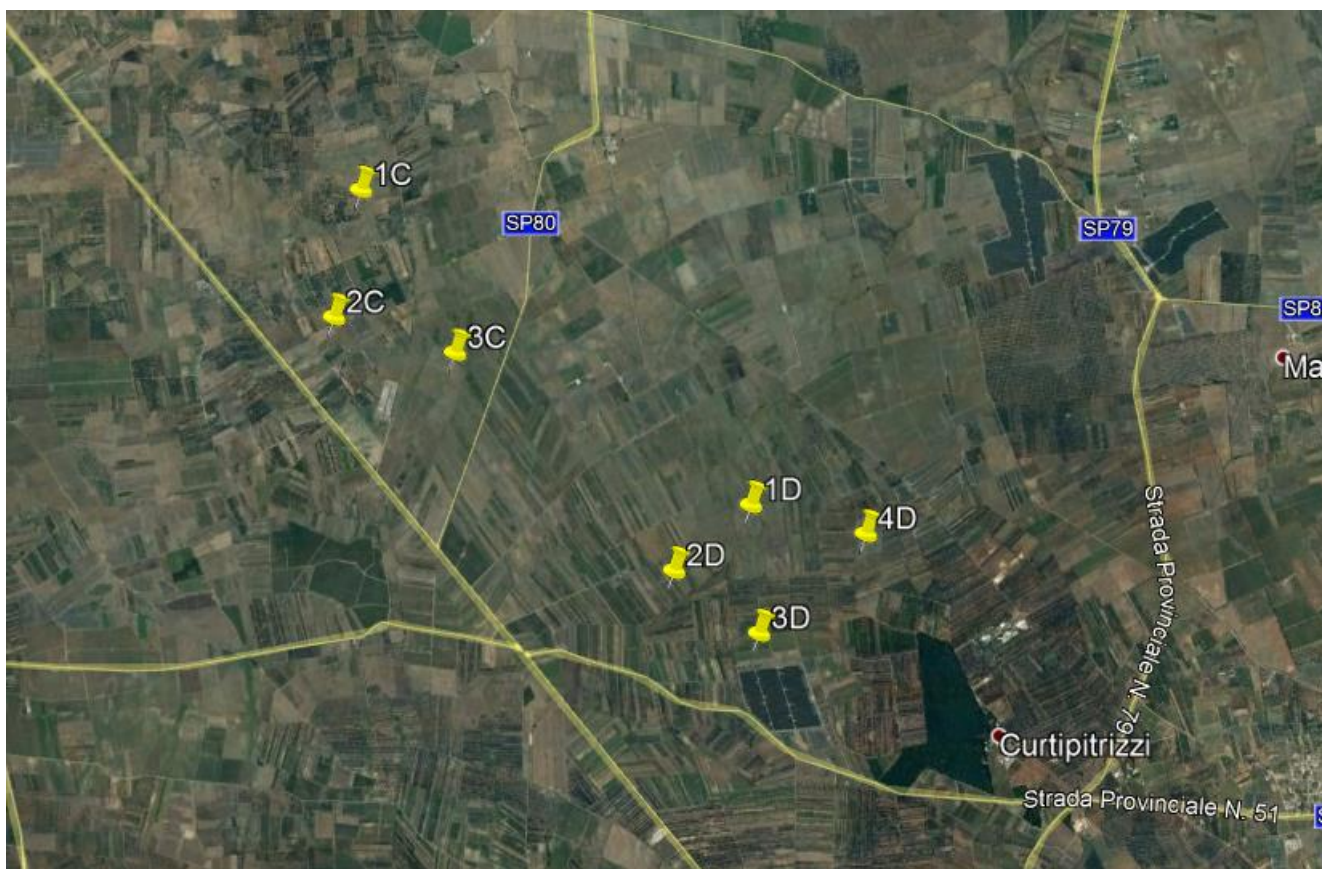 1C
SP80
SP79
2C
SP8
3C
Ma
1D
4D
2D
3D
Strada Provinciale N. 79
Curtipitrizzi
Strada Provinciale N. 51
S